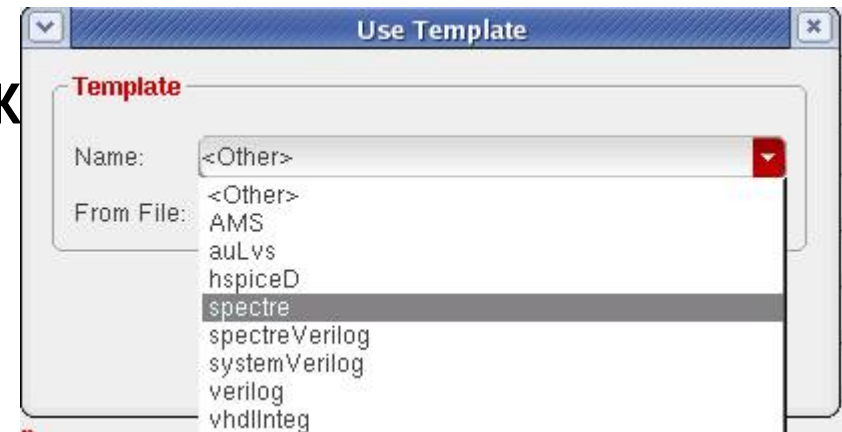 Use Template
Template
K
Name: <Other>
<Other>
From File:
AMS
auLvs
hspiceD
spectre
spectreVerilog
systemVerilog
verilog
vhdlInteg